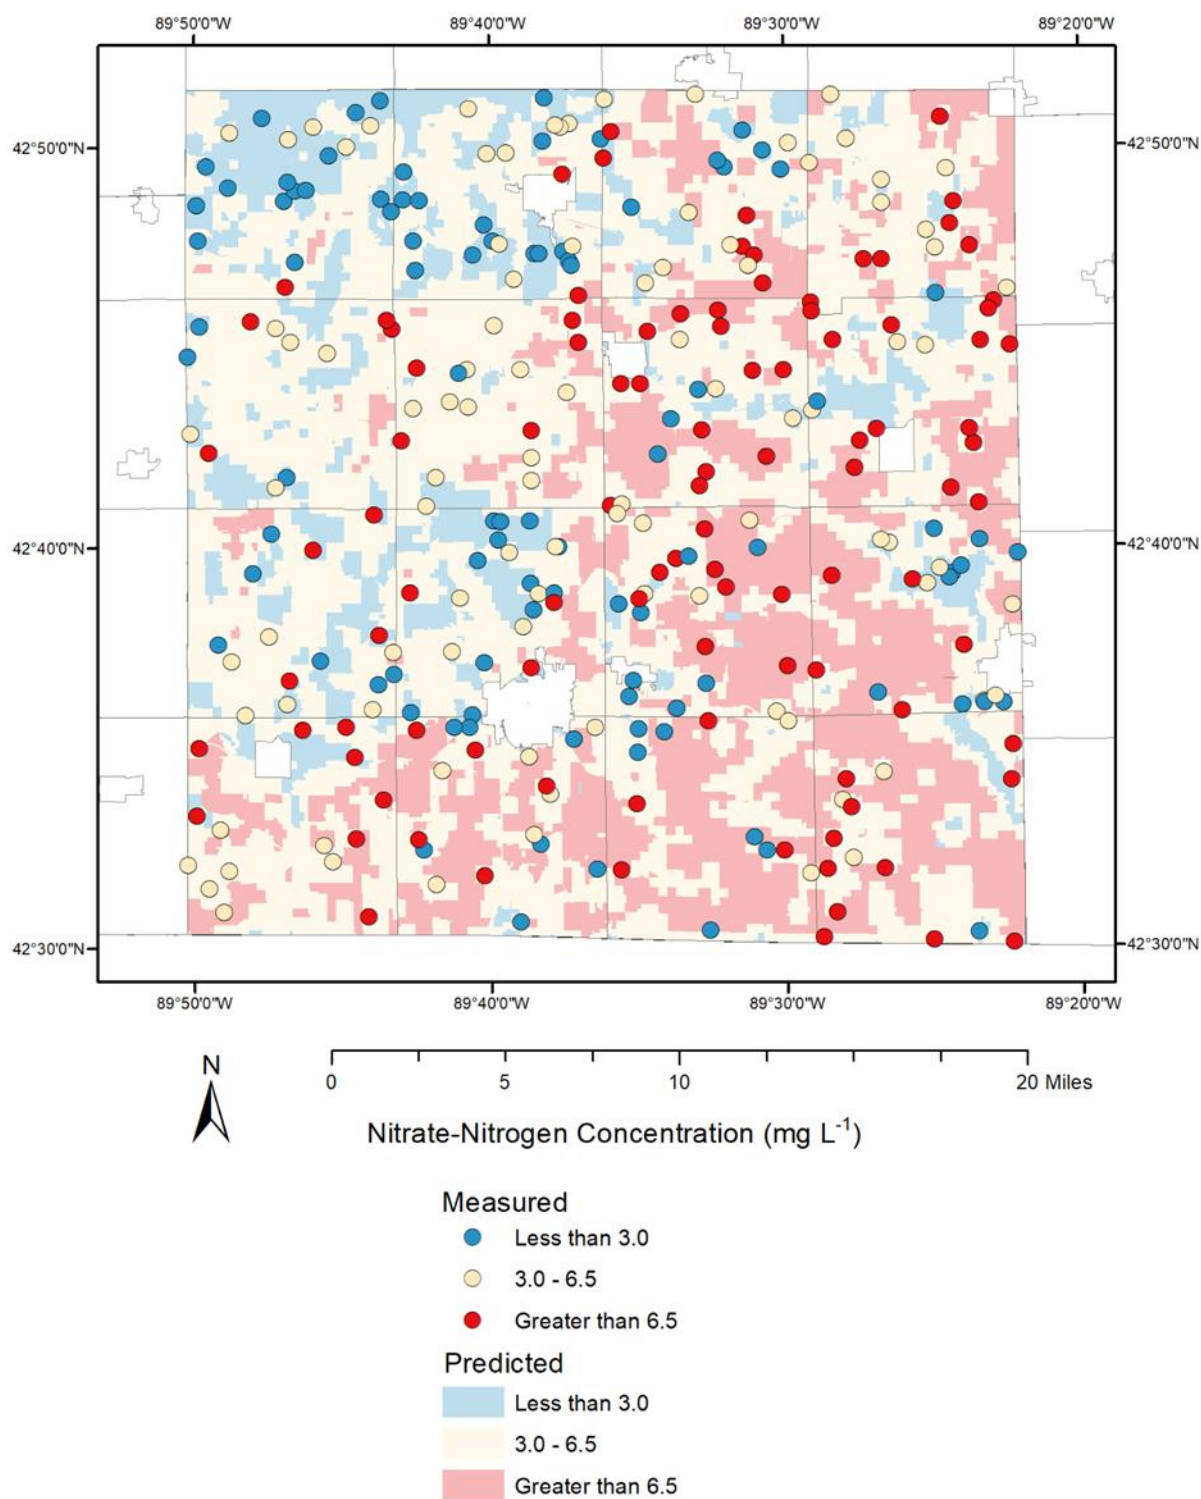 89°50'0"W 89°40'0"W 89°30'0"W 89°20'0"W
42°50'0"N 42°50'0"N
42°40'0"N 42°40'0"N
42°30'0"N 42°30'0"N
89°50'0"W 89°40'0"W 89°30'0"W 89°20'0"W
N
0 5 10 20 Miles
Nitrate-Nitrogen Concentration (mg L⁻¹)
Measured
Less than 3.0
3.0 - 6.5
Greater than 6.5
Predicted
Less than 3.0
3.0 - 6.5
Greater than 6.5